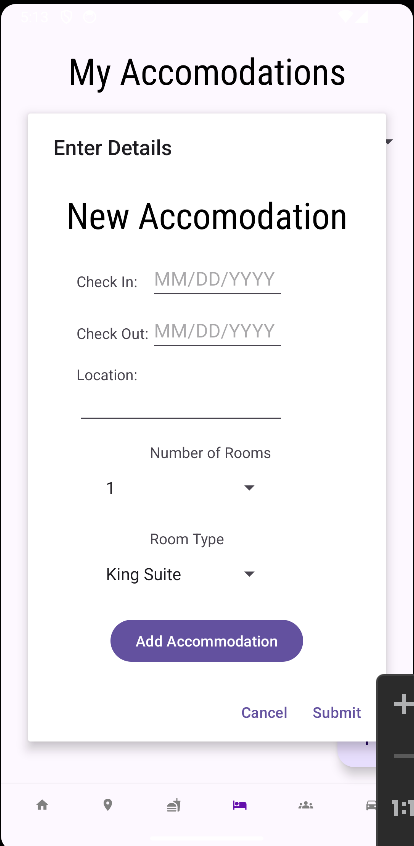 My Accomodations
Enter Details
New Accomodation
Check In: MM/DD/YYYY
Check Out: MM/DD/YYYY
Location:
Number of Rooms
1
Room Type
King Suite
Add Accommodation
Cancel Submit
1:1